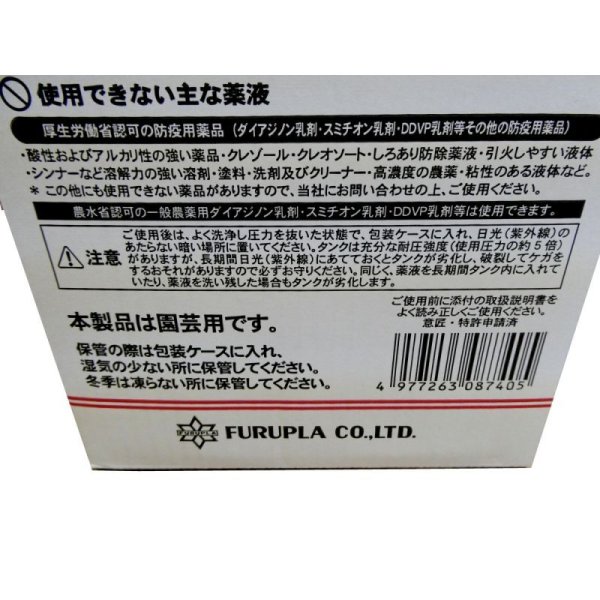 使用できない主な薬液
厚生労働省認可の防疫用薬品(ダイアジノン乳剤・スミチオン乳剤・DDVP乳剤等その他の防疫用薬品)
・酸性およびアルカリ性の強い薬品・クレゾール・クレオソート・しろあり防除薬液・引火しやすい液体
・シンナーなど溶解力の強い溶剤・塗料・洗剤及びクリーナー・高濃度の農薬・粘性のある液体など。
＊この他にも使用できない薬品がありますので、当社にお問い合わせの上、ご使用ください。
農水省認可の一般農薬用ダイアジノン乳剤・スミチオン乳剤・DDVP乳剤等は使用できます。
注意
ご使用後は、よく洗浄し圧力を抜いた状態で、包装ケースに入れ、日光(紫外線)の
あたらない暗い場所に置いてください。タンクは充分な耐圧強度(使用圧力の約5倍)
がありますが、長期間日光(紫外線)にあてておくとタンクが劣化し、破裂してケガを
するおそれがありますので必ずお守りください。同じく、薬液を長期間タンク内に入れて
いたり、薬液を洗い残した場合もタンクが劣化します。
本製品は園芸用です。
保管の際は包装ケースに入れ、
湿気の少ない所に保管してください。
冬季は凍らない所に保管してください。
ご使用前に添付の取扱説明書を
よく読み正しくご使用ください。
意匠・特許申請済
4 977263 087405
FURUPLA
FURUPLA CO.,LTD.